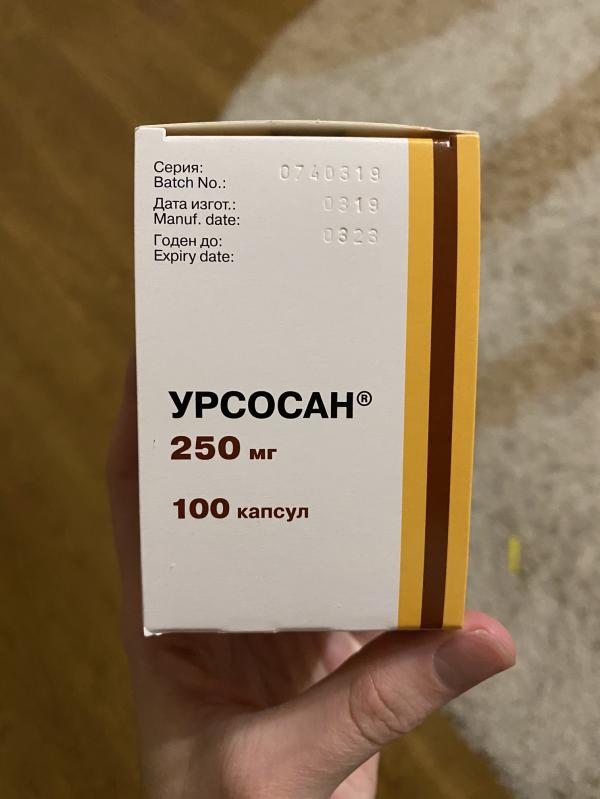 Серия: 0740319
Batch No.:
Дата изгот.: 0319
Manuf. date:
Годен до: 0323
Expiry date:
УРСОСАН®
250 мг
100 капсул